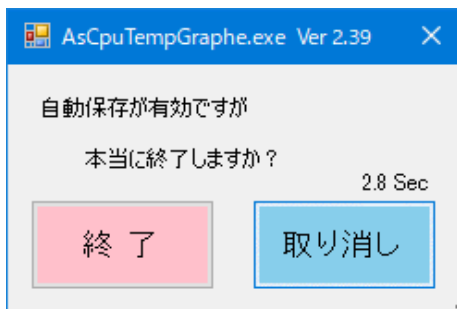 AsCpuTempGraphe.exe Ver 2.39
自動保存が有効ですが
本当に終了しますか？
2.8 Sec
終 了
取り消し